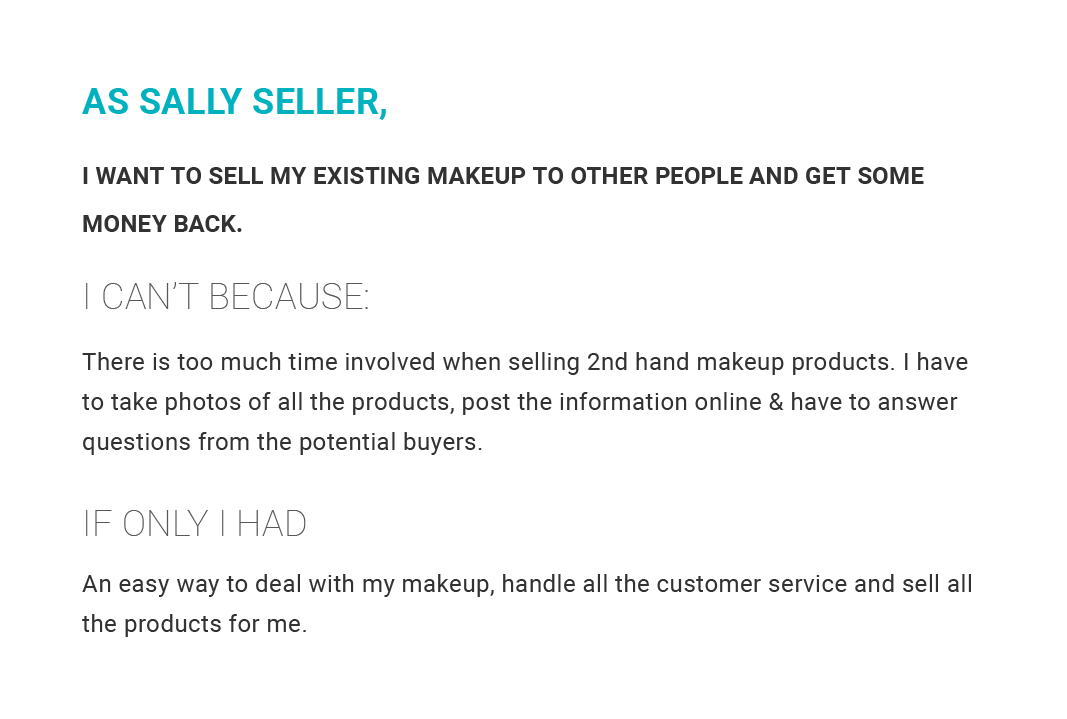 AS SALLY SELLER,
I WANT TO SELL MY EXISTING MAKEUP TO OTHER PEOPLE AND GET SOME
MONEY BACK.
I CAN’T BECAUSE:
There is too much time involved when selling 2nd hand makeup products. I have
to take photos of all the products, post the information online & have to answer
questions from the potential buyers.
IF ONLY I HAD
An easy way to deal with my makeup, handle all the customer service and sell all
the products for me.